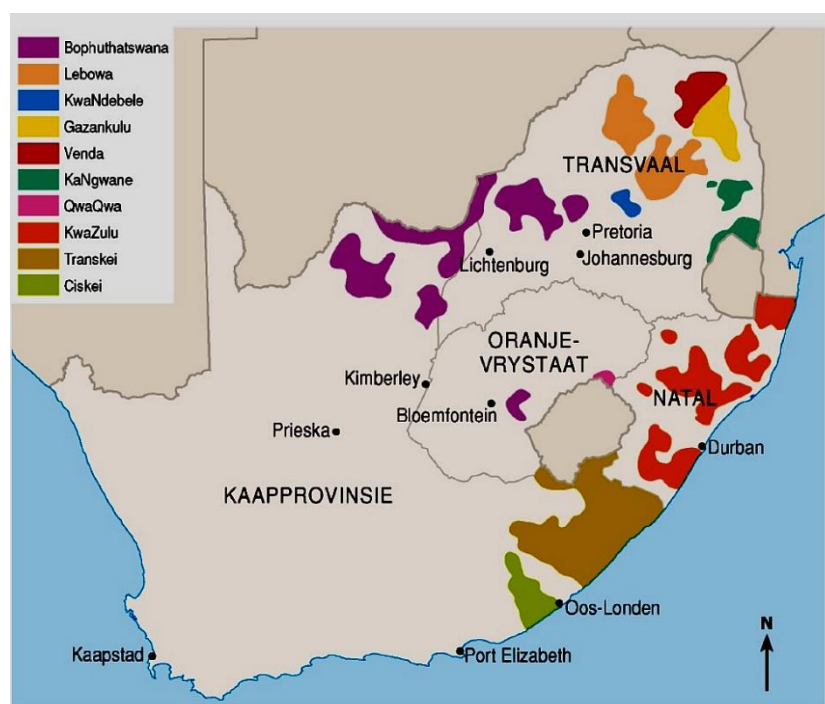 Bophuthatswana
Lebowa
KwaNdebele
Gazankulu
Venda
KaNgwane
QwaQwa
KwaZulu
Transkei
Ciskei
TRANSVAAL
Pretoria
Lichtenburg
Johannesburg
ORANJE-
VRYSTAAT
Kimberley
NATAL
Bloemfontein
Prieska
Durban
KAAPPROVINSIE
Oos-Londen
N
Kaapstad
Port Elizabeth